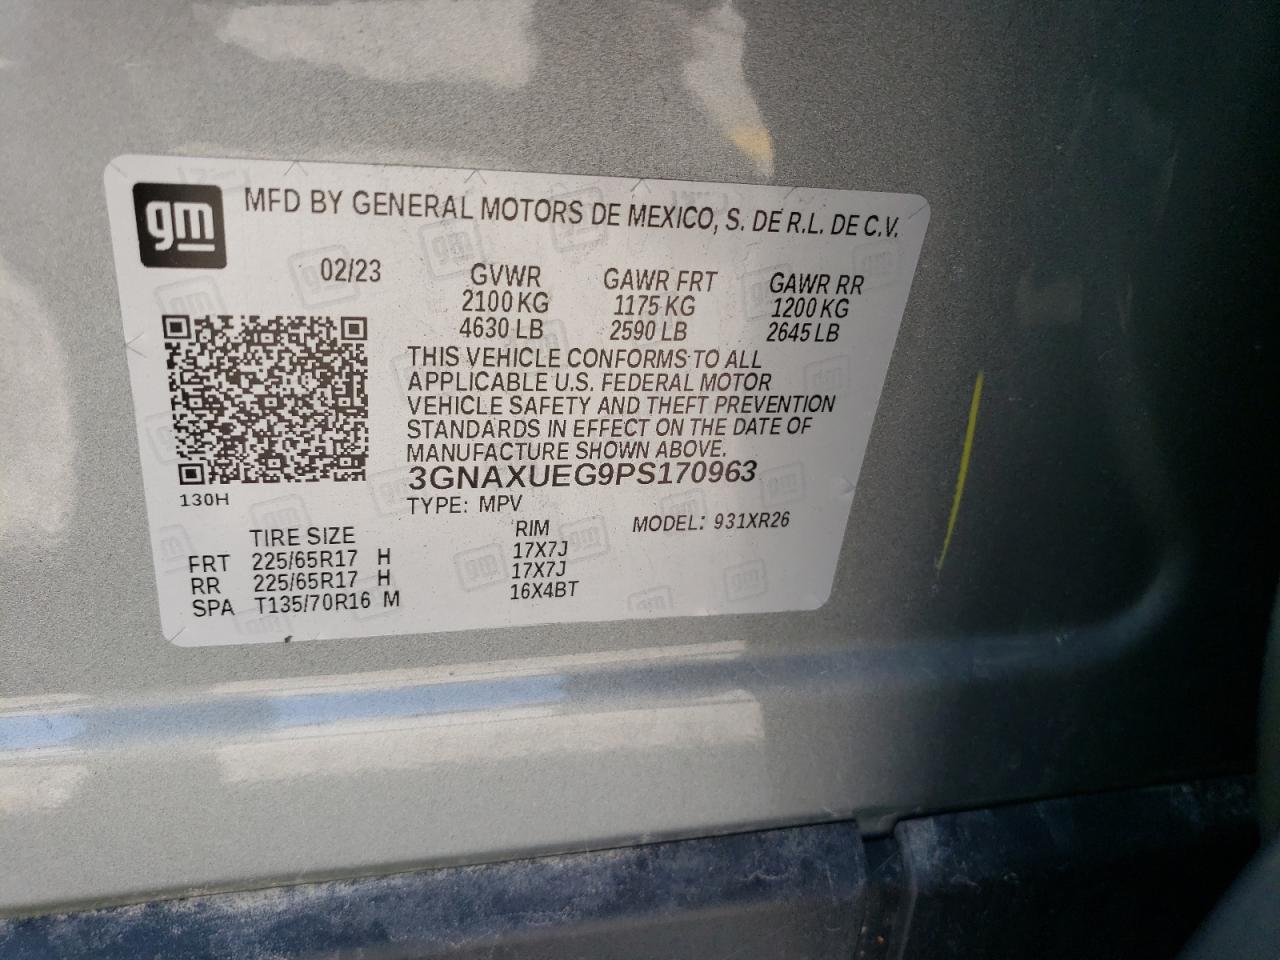 gm
MFD BY GENERAL MOTORS DE MEXICO, S. DE R.L. DE C.V.
02/23 GVWR GAWR FRT GAWR RR
2100 KG 1175 KG 1200 KG
4630 LB 2590 LB 2645 LB
THIS VEHICLE CONFORMS TO ALL
APPLICABLE U.S. FEDERAL MOTOR
VEHICLE SAFETY AND THEFT PREVENTION
STANDARDS IN EFFECT ON THE DATE OF
MANUFACTURE SHOWN ABOVE.
3GNAXUEG9PS170963
130H
TYPE: MPV MODEL: 931XR26
TIRE SIZE RIM
FRT 225/65R17 H 17X7J
RR 225/65R17 H 17X7J
SPA T135/70R16 M 16X4BT